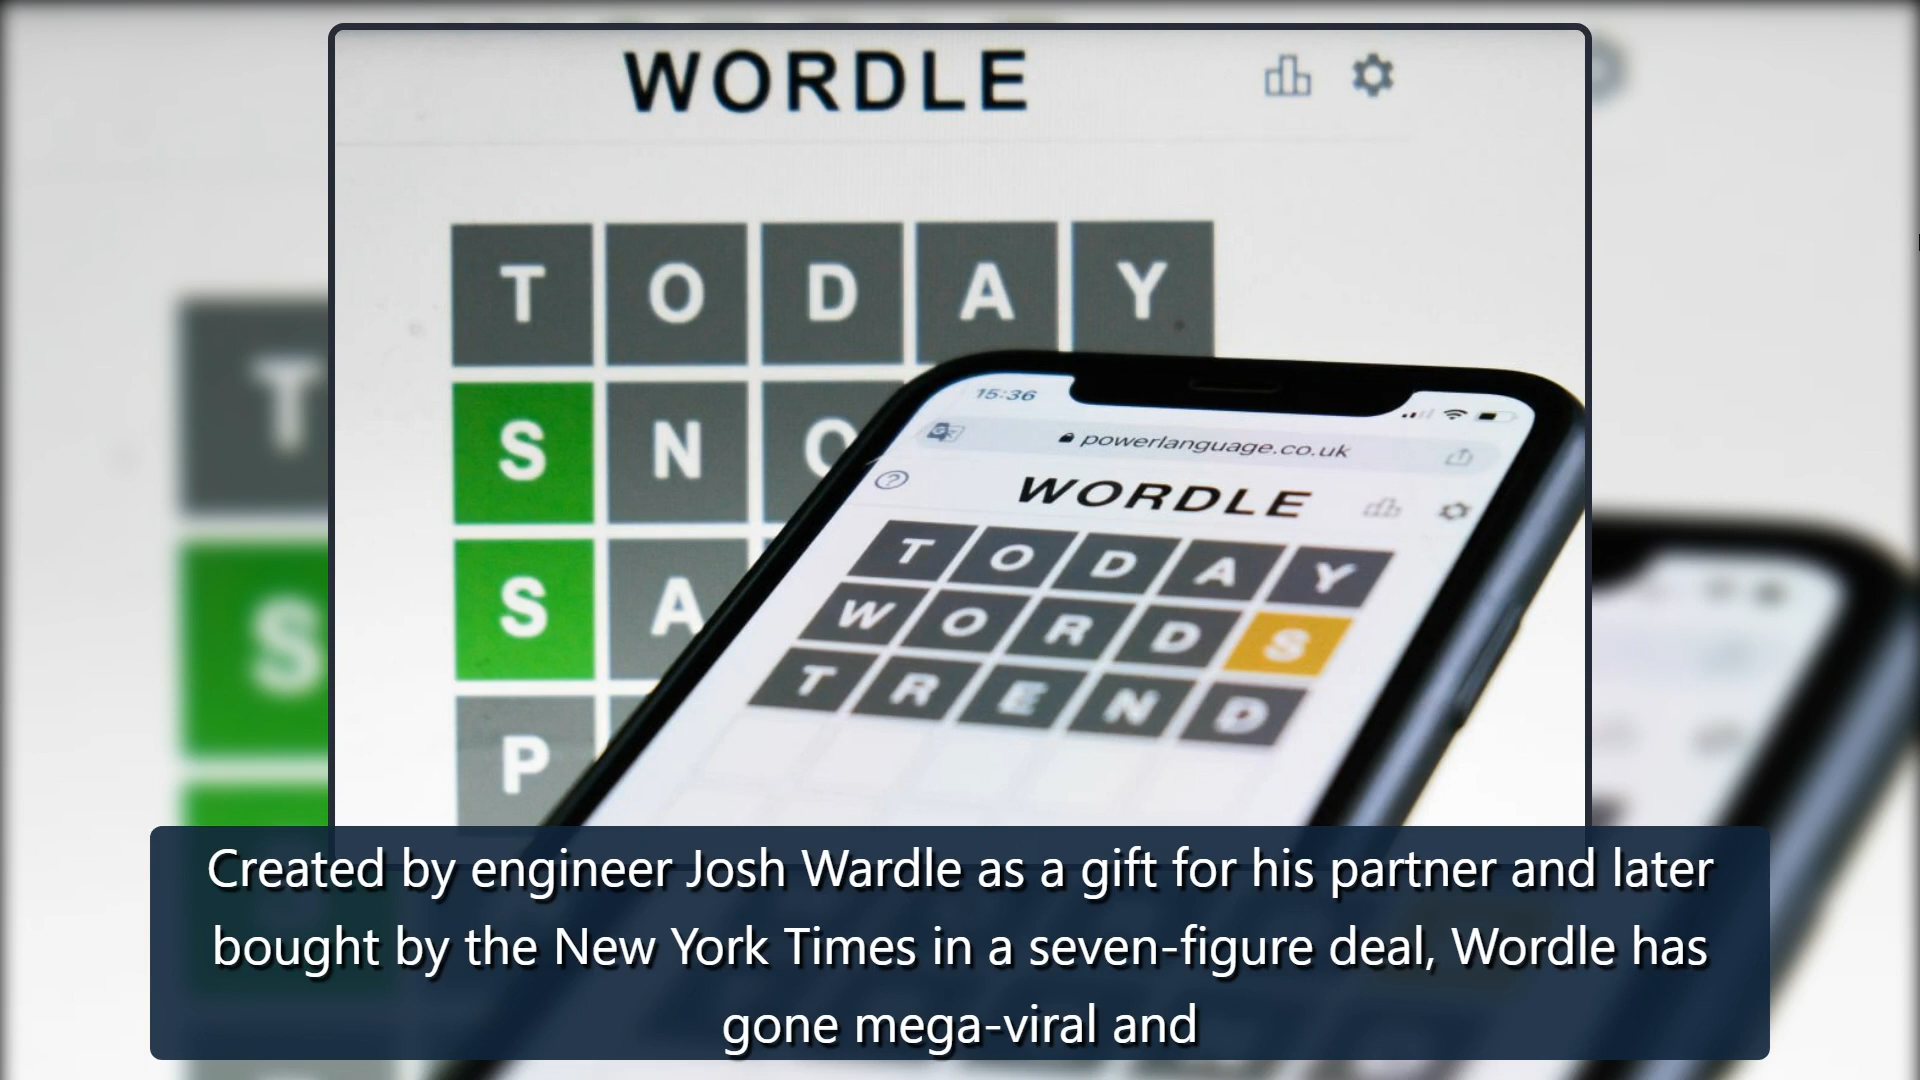 WORDLE
T O D A Y
S N O
S A
P
15:36
powerlanguage.co.uk
WORDLE
T O D A Y
W O R D S
T R E N D
T
S
Created by engineer Josh Wardle as a gift for his partner and later
bought by the New York Times in a seven-figure deal, Wordle has
gone mega-viral and